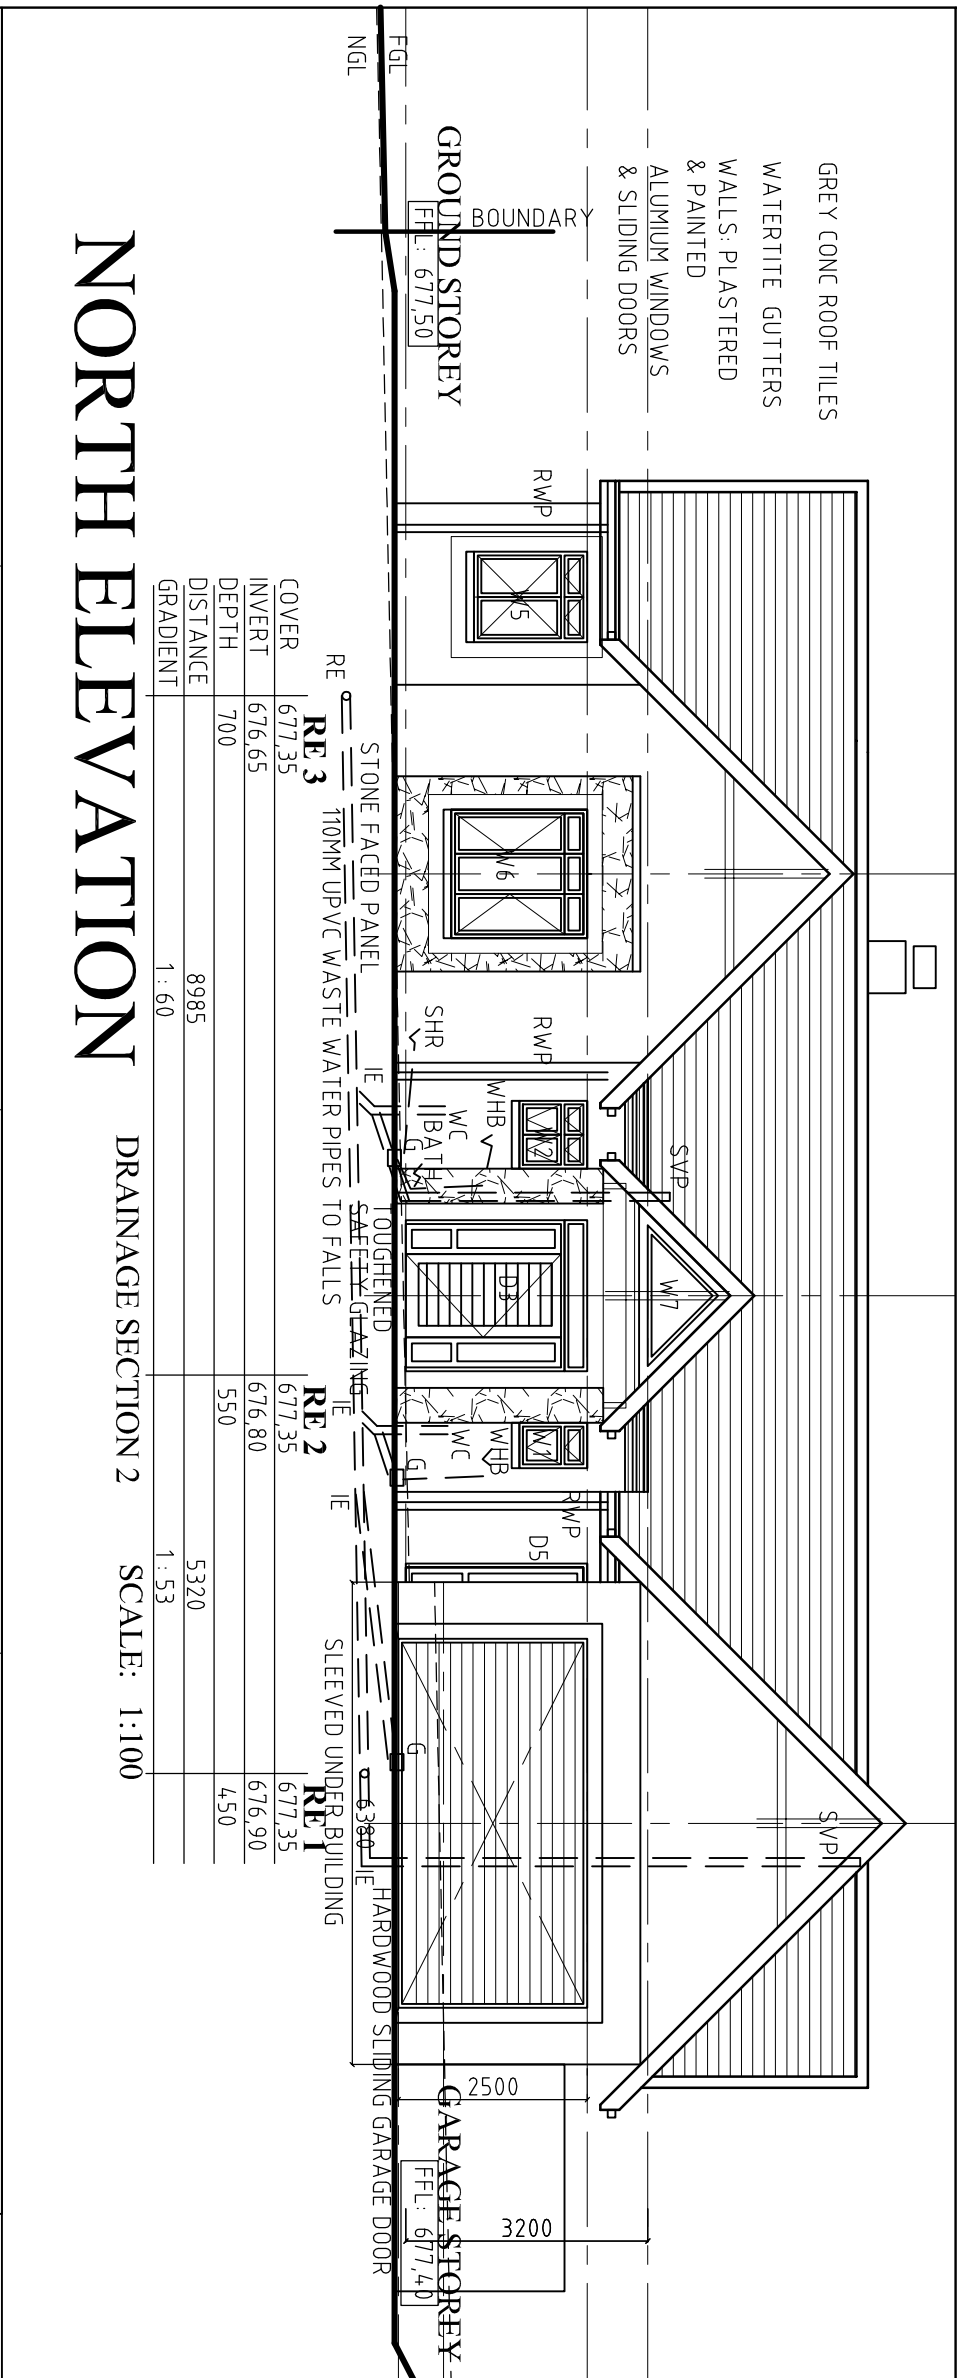 GREY CONC ROOF TILES
WATERTITE GUTTERS
WALLS: PLASTERED
& PAINTED
ALUMIUM WINDOWS
& SLIDING DOORS
BOUNDARY
GROUND STOREY
FFL: 677,50
FGL
NGL
RWP
W5
W6
RWP
SHR
WHB
WC
BATH
G
IE
W2
SVP
W7
D3
W1
WHB
WC
G
IE
IE
RWP
D5
G
SVP
IE
2500
3200
GARAGE STOREY
FFL: 677,40
STONE FACED PANEL
TOUGHENED
SAFETY GLAZING
HARDWOOD SLIDING GARAGE DOOR
6380
RE
110MM UPVC WASTE WATER PIPES TO FALLS
SLEEVED UNDER BUILDING
RE 3 RE 2 RE 1
COVER 677,35 677,35 677,35
INVERT 676,65 676,80 676,90
DEPTH 700 550 450
DISTANCE 8985 5320
GRADIENT 1:60 1:53
NORTH ELEVATION
DRAINAGE SECTION 2 SCALE: 1:100